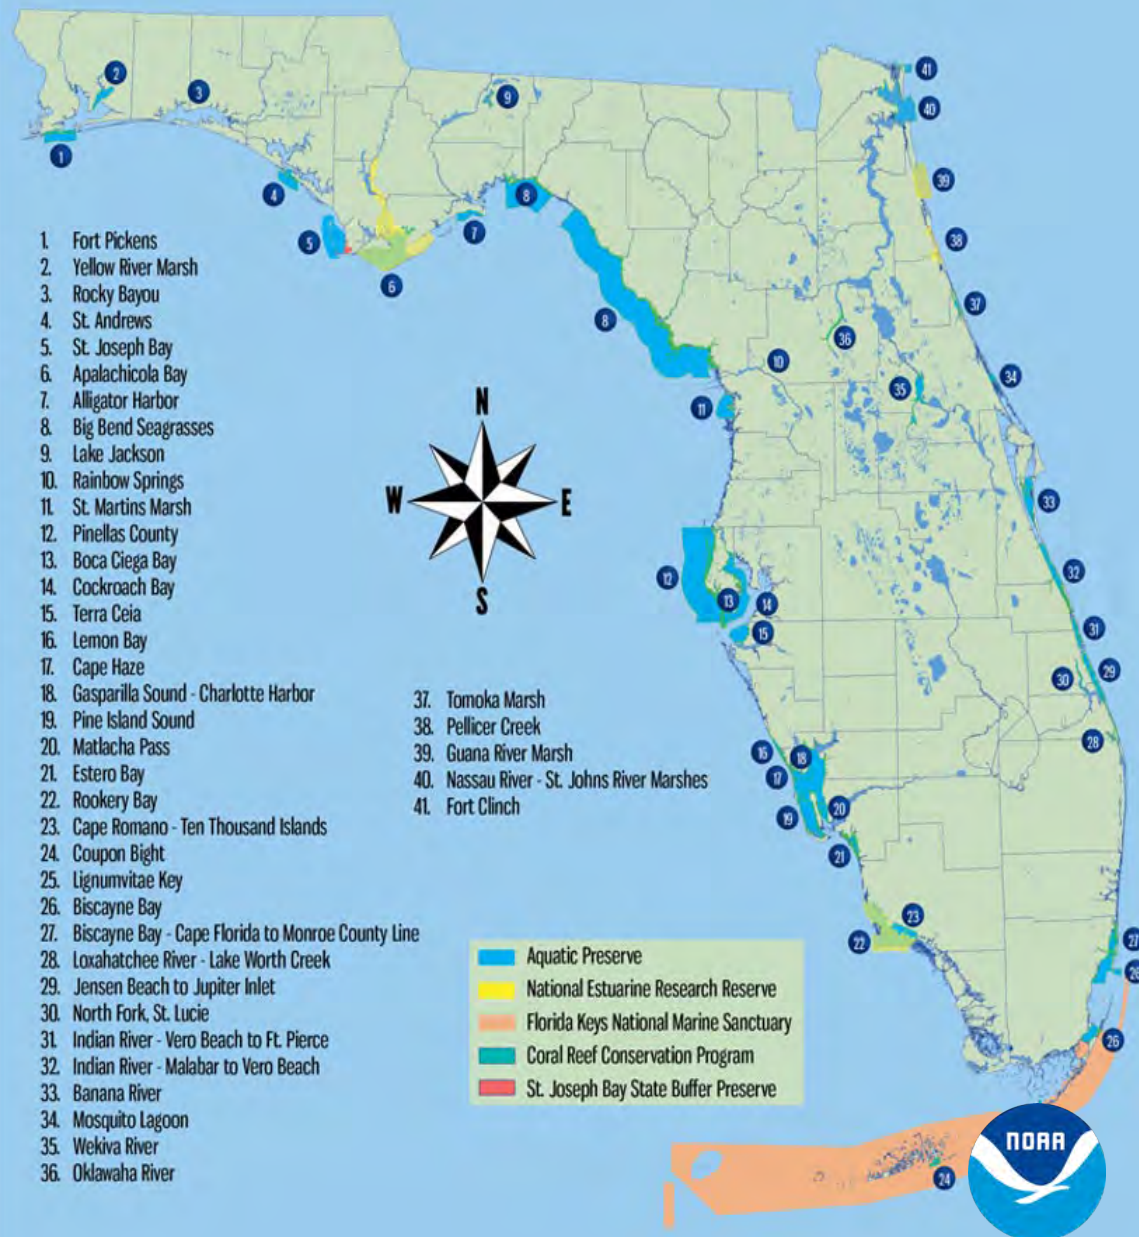 1. Fort Pickens
2. Yellow River Marsh
3. Rocky Bayou
4. St. Andrews
5. St. Joseph Bay
6. Apalachicola Bay
7. Alligator Harbor
8. Big Bend Seagrasses
9. Lake Jackson
10. Rainbow Springs
11. St. Martins Marsh
12. Pinellas County
13. Boca Ciega Bay
14. Cockroach Bay
15. Terra Ceia
16. Lemon Bay
17. Cape Haze
18. Gasparilla Sound - Charlotte Harbor
19. Pine Island Sound
20. Matlacha Pass
21. Estero Bay
22. Rookery Bay
23. Cape Romano - Ten Thousand Islands
24. Coupon Bight
25. Lignumvitae Key
26. Biscayne Bay
27. Biscayne Bay - Cape Florida to Monroe County Line
28. Loxahatchee River - Lake Worth Creek
29. Jensen Beach to Jupiter Inlet
30. North Fork, St. Lucie
31. Indian River - Vero Beach to Ft. Pierce
32. Indian River - Malabar to Vero Beach
33. Banana River
34. Mosquito Lagoon
35. Wekiva River
36. Oklawaha River
37. Tomoka Marsh
38. Pellicer Creek
39. Guana River Marsh
40. Nassau River - St. Johns River Marshes
41. Fort Clinch
N
W
E
S
Aquatic Preserve
National Estuarine Research Reserve
Florida Keys National Marine Sanctuary
Coral Reef Conservation Program
St. Joseph Bay State Buffer Preserve
2
3
9
1
4
5
6
7
8
8
41
40
39
38
37
36
10
35
34
11
33
12
13
14
15
32
31
30
29
28
16
17
18
19
20
21
22
23
27
26
24
NOAA